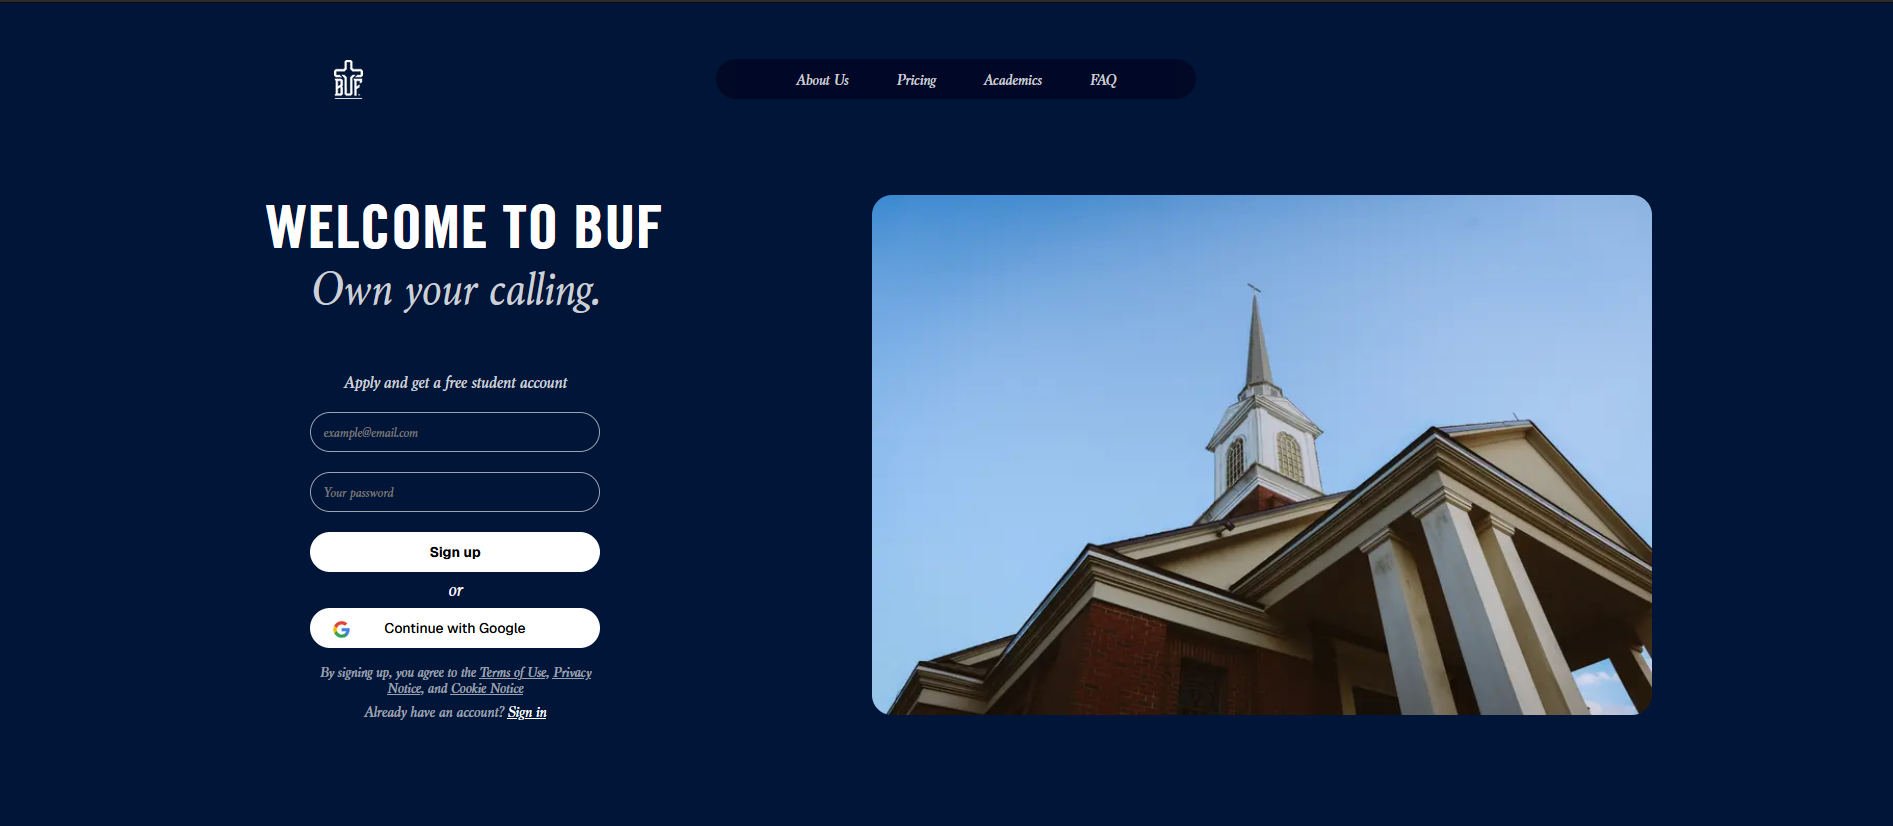 BUF
About Us
Pricing
Academics
FAQ
WELCOME TO BUF
Own your calling.
Apply and get a free student account
example@email.com
Your password
Sign up
or
Continue with Google
By signing up, you agree to the Terms of Use, Privacy
Notice, and Cookie Notice
Already have an account? Sign in